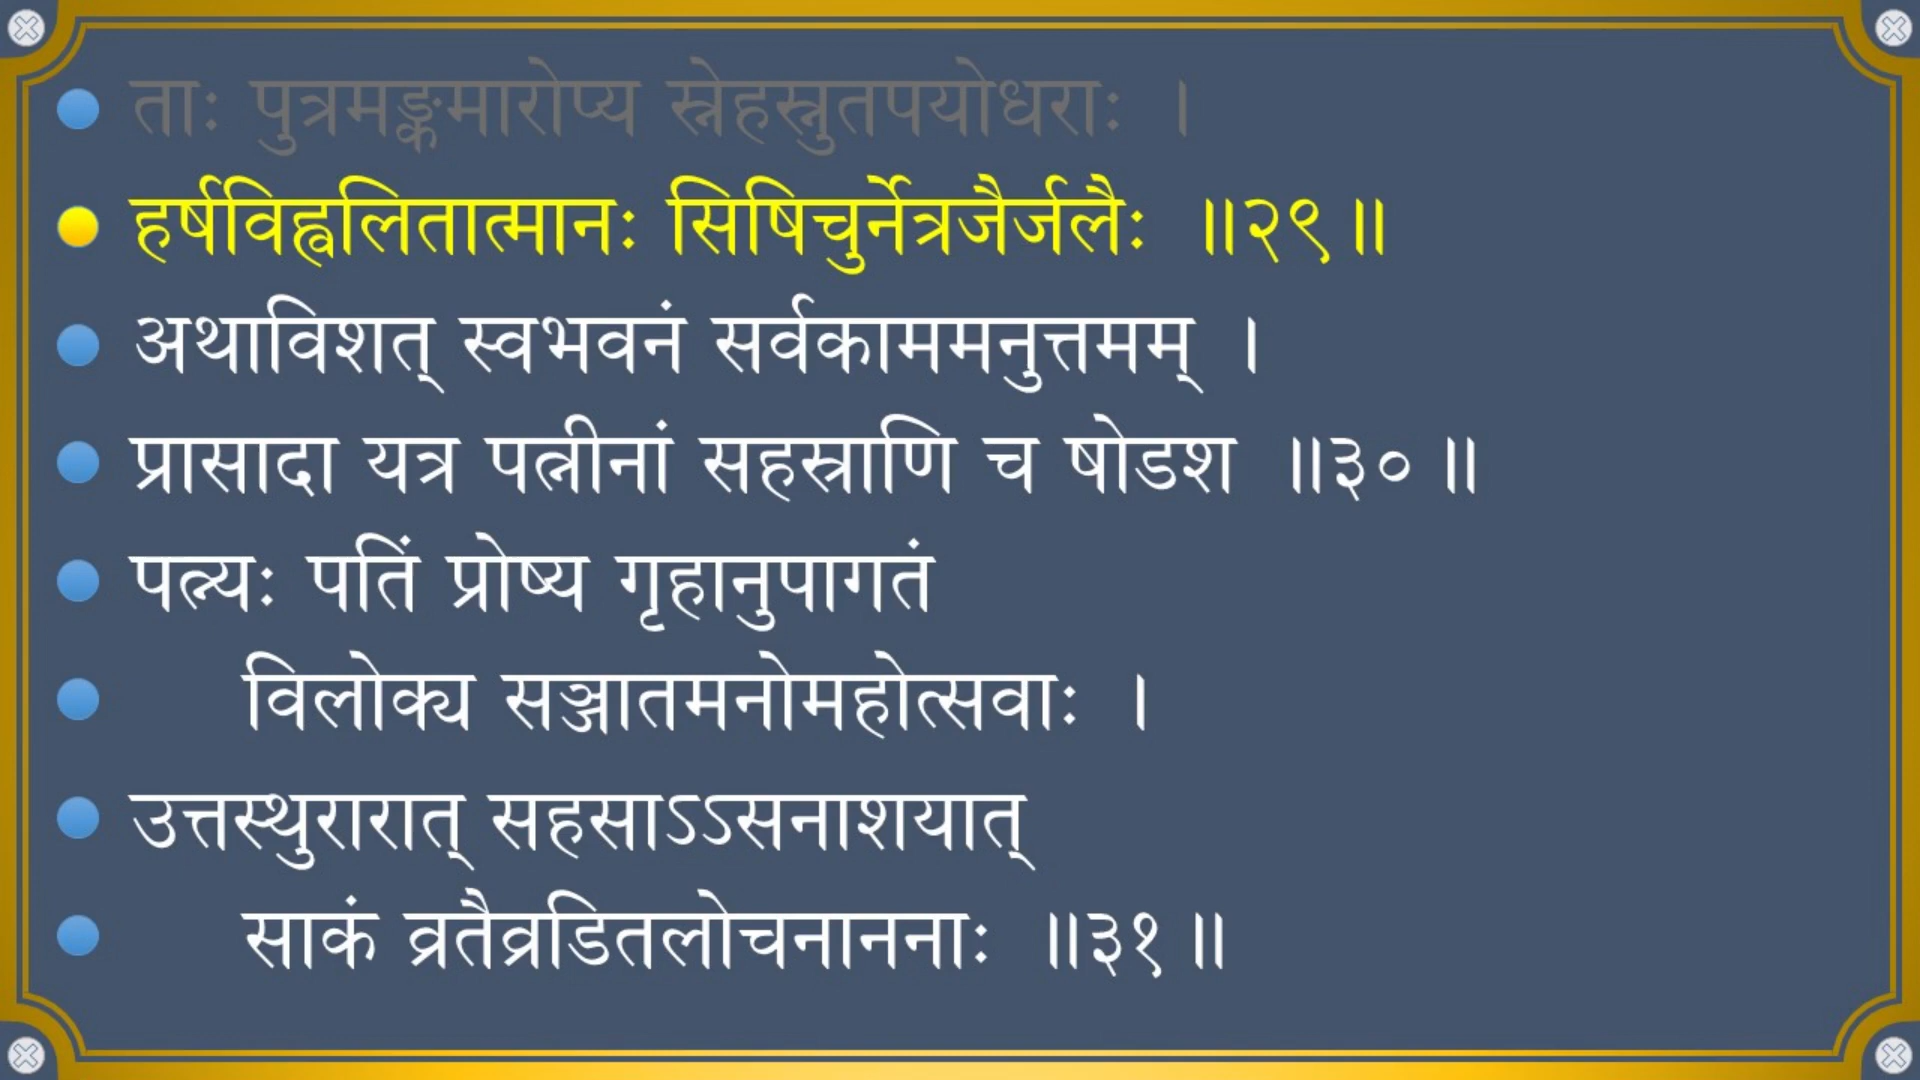 ताः पुत्रमङ्कमारोप्य स्नेहस्नुतपयोधराः ।
हर्षविह्वलितात्मानः सिषिचुर्नेत्रजैर्जलैः ॥२९॥
अथाविशत् स्वभवनं सर्वकाममनुत्तमम् ।
प्रासादा यत्र पत्नीनां सहस्राणि च षोडश ॥३०॥
पत्न्यः पतिं प्रोष्य गृहानुपागतं
विलोक्य सञ्जातमनोमहोत्सवाः ।
उत्तस्थुरारात् सहसाऽऽसनाशयात्
साकं व्रतैव्रडितलोचनाननाः ॥३१॥